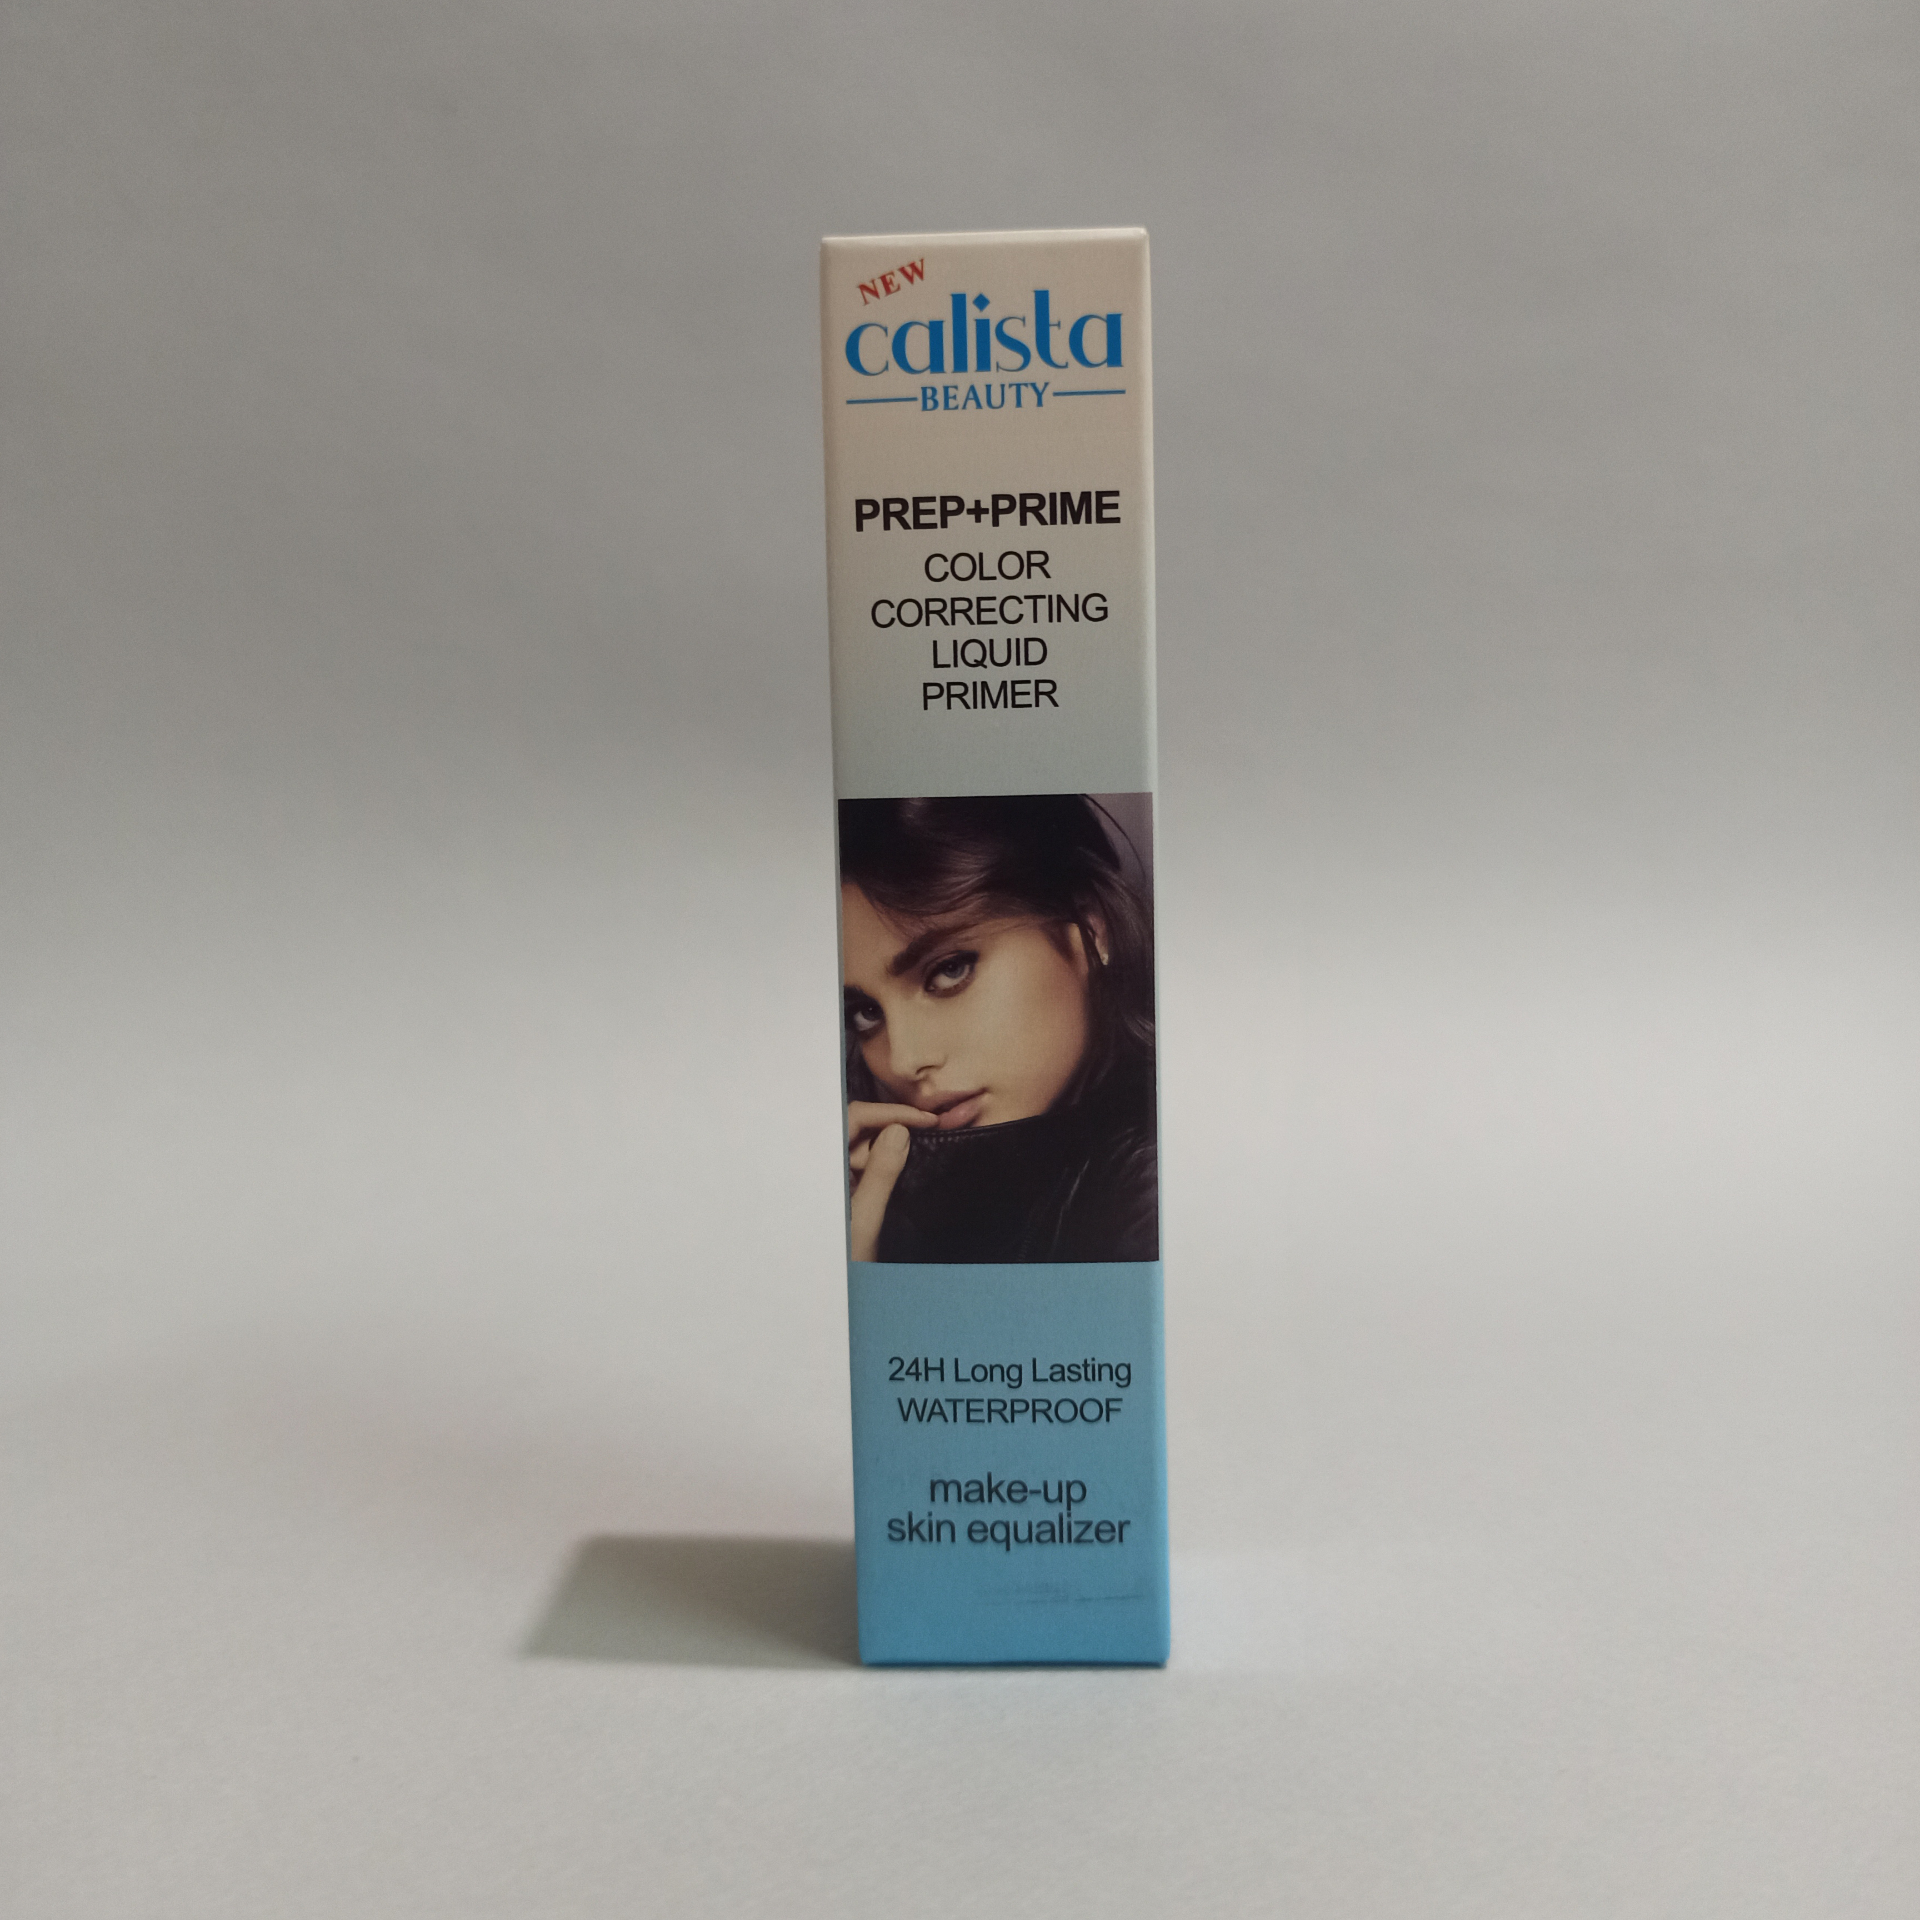 NEW
calista
BEAUTY
PREP+PRIME
COLOR
CORRECTING
LIQUID
PRIMER
24H Long Lasting
WATERPROOF
make-up
skin equalizer